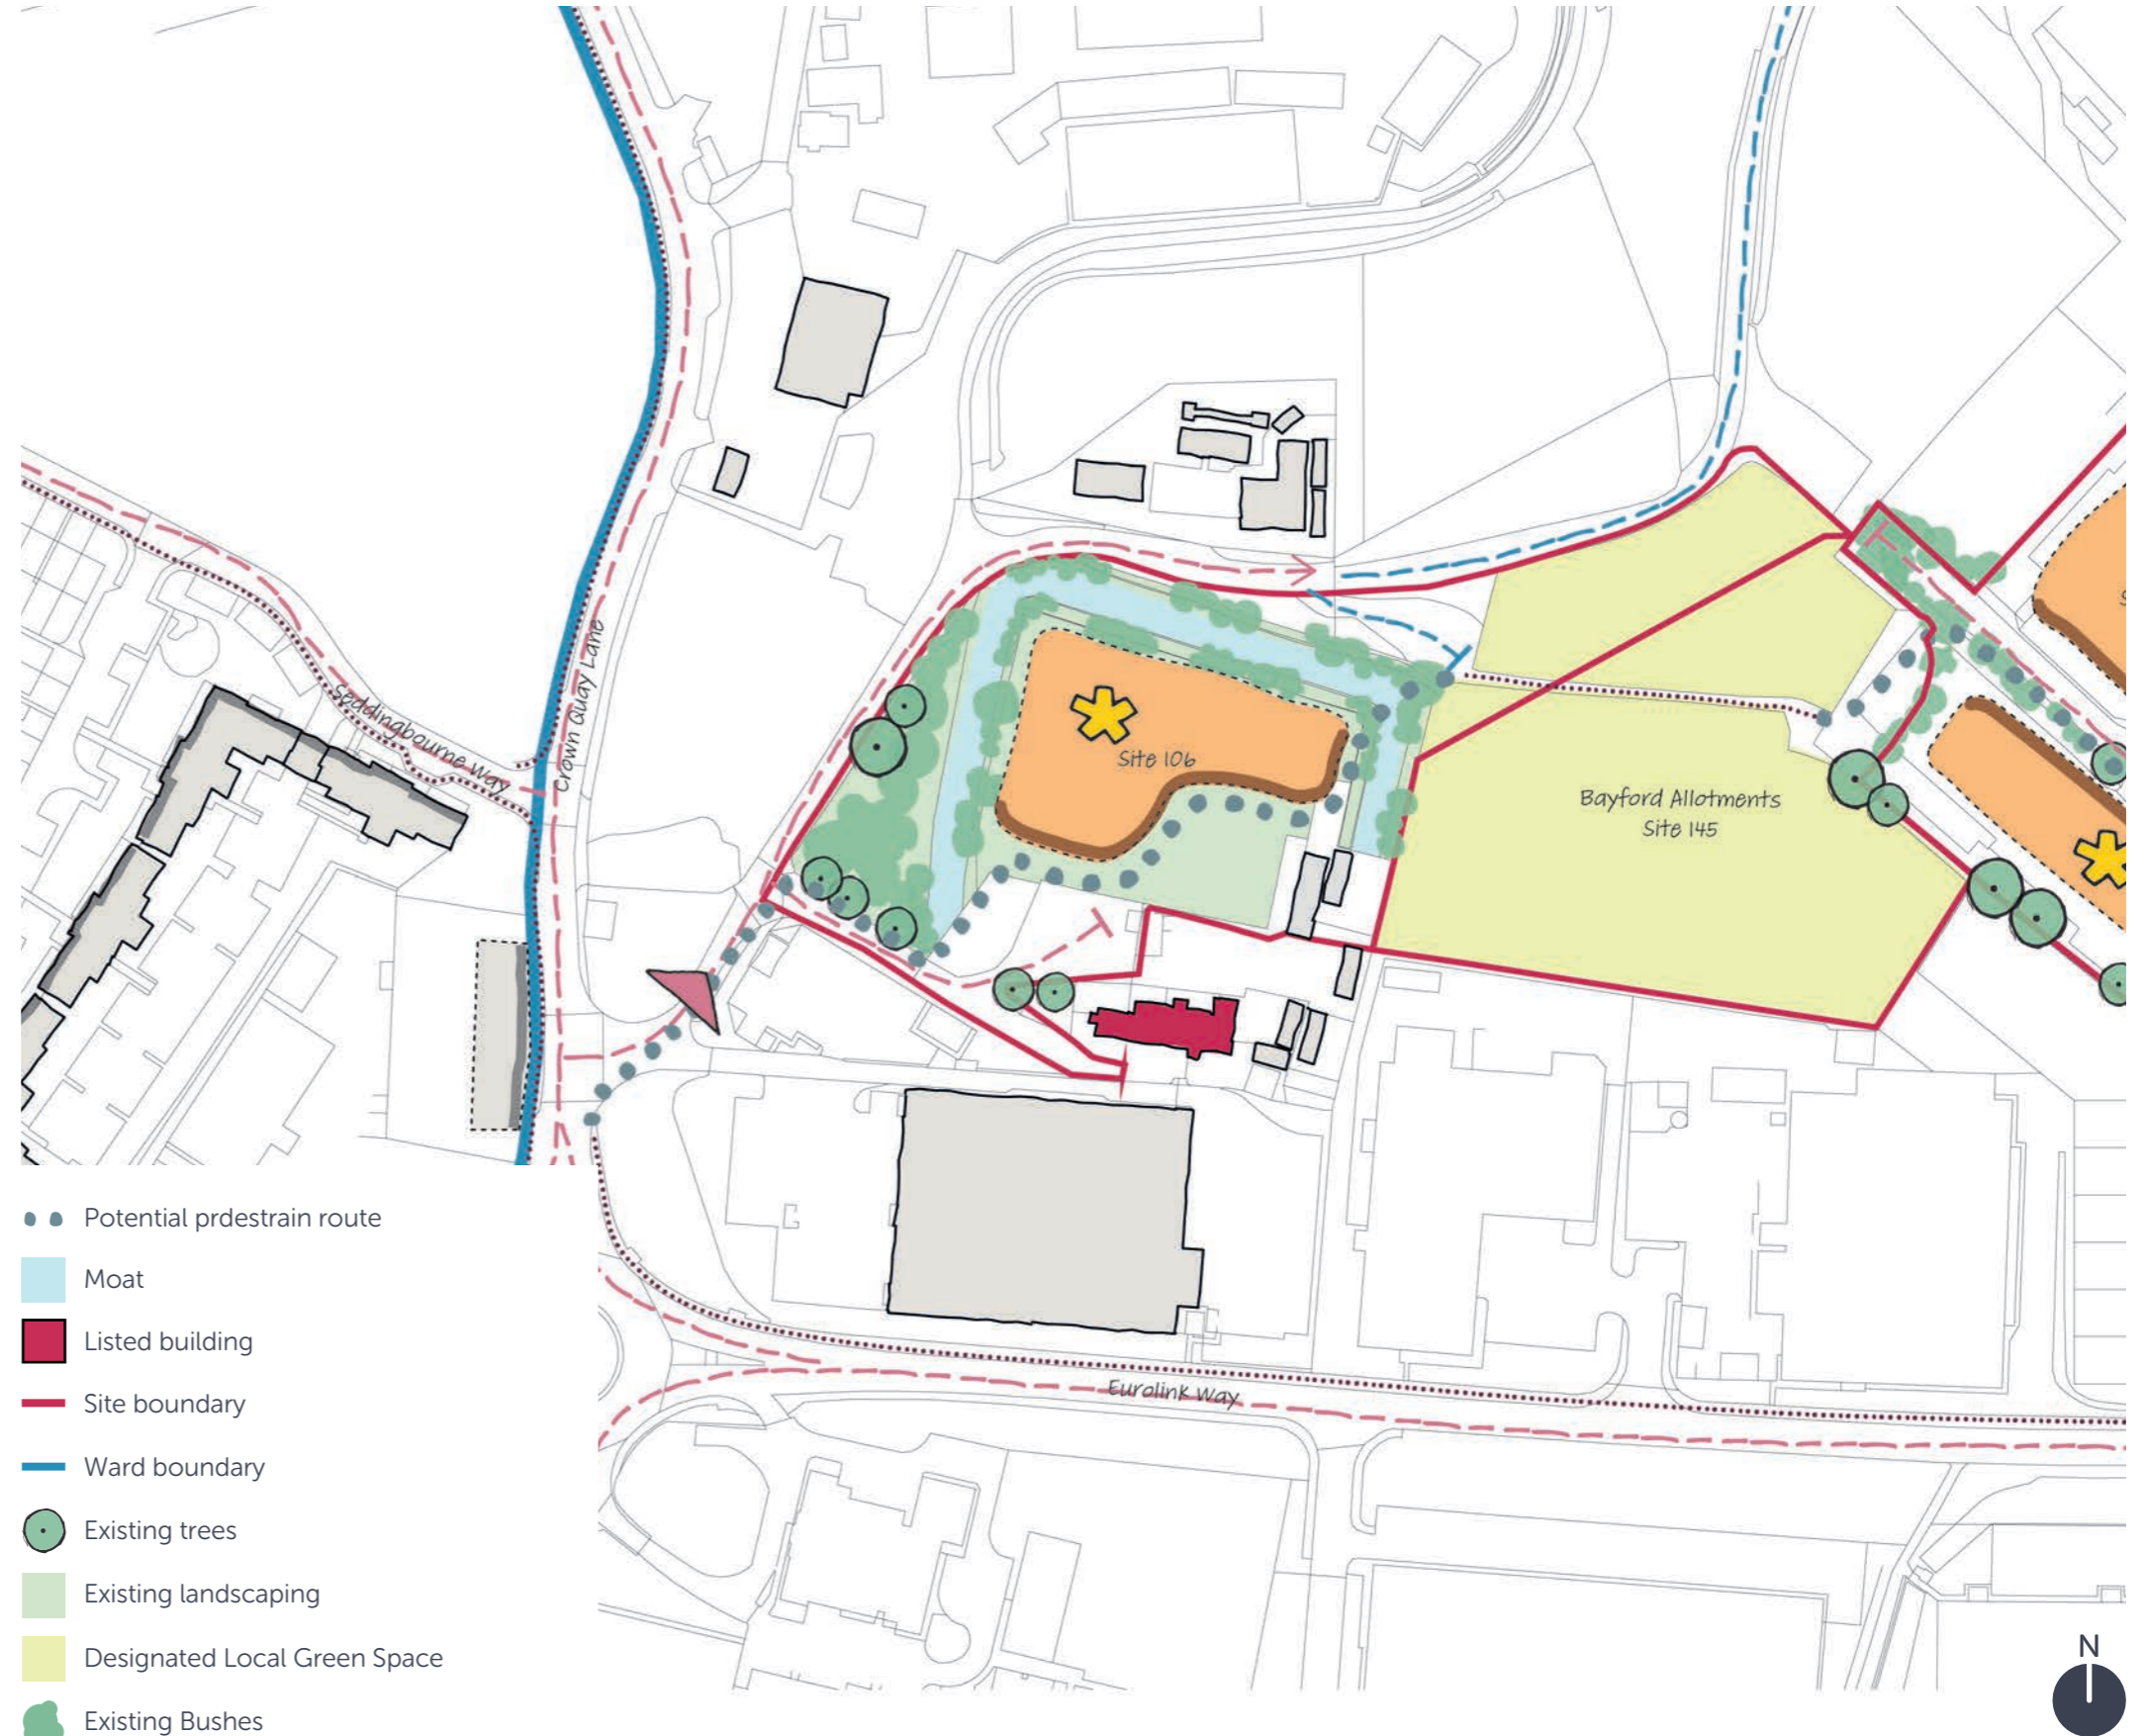 Seddingbourne Way
Crown Quay Lane
Site 106
Bayford Allotments
Site 145
S
Eurolink Way
Potential prdestrain route
Moat
Listed building
Site boundary
Ward boundary
Existing trees
Existing landscaping
Designated Local Green Space
Existing Bushes
N